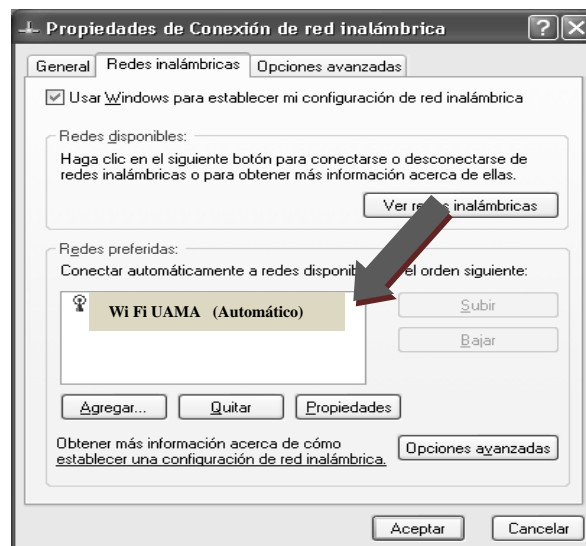 Propiedades de Conexión de red inalámbrica
General Redes inalámbricas Opciones avanzadas
Usar Windows para establecer mi configuración de red inalámbrica
Redes disponibles:
Haga clic en el siguiente botón para conectarse o desconectarse de
redes inalámbricas o para obtener más información acerca de ellas.
Ver inalámbricas
Redes preferidas:
Conectar automáticamente a redes el orden siguiente:
Wi Fi UAMA (Automático)
Subir
Bajar
Agregar... Quitar Propiedades
Obtener más información acerca de cómo
establecer una configuración de red inalámbrica.
Opciones avanzadas
Aceptar Cancelar